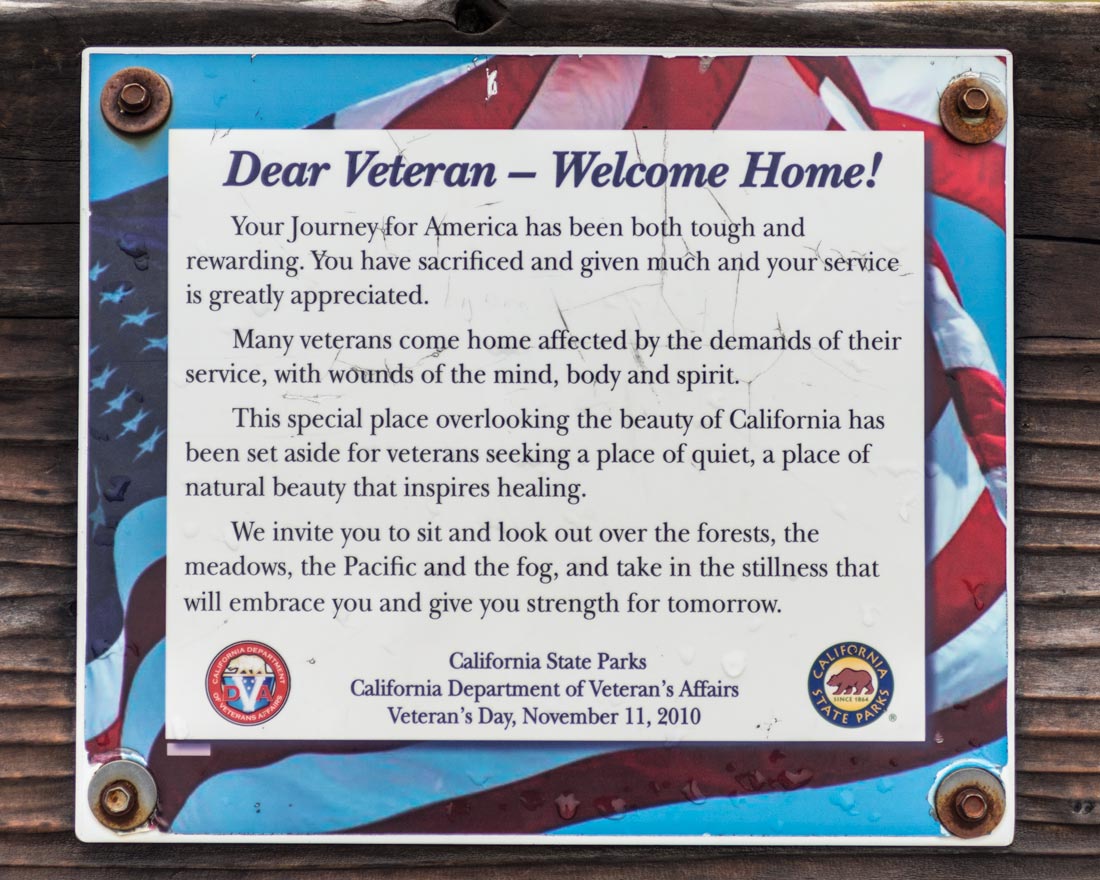 Dear Veteran – Welcome Home!
Your Journey for America has been both tough and
rewarding. You have sacrificed and given much and your service
is greatly appreciated.
Many veterans come home affected by the demands of their
service, with wounds of the mind, body and spirit.
This special place overlooking the beauty of California has
been set aside for veterans seeking a place of quiet, a place of
natural beauty that inspires healing.
We invite you to sit and look out over the forests, the
meadows, the Pacific and the fog, and take in the stillness that
will embrace you and give you strength for tomorrow.
CALIFORNIA DEPARTMENT
DVA
OF VETERANS AFFAIRS
California State Parks
California Department of Veteran's Affairs
Veteran's Day, November 11, 2010
CALIFORNIA
SINCE 1864
STATE PARKS
®